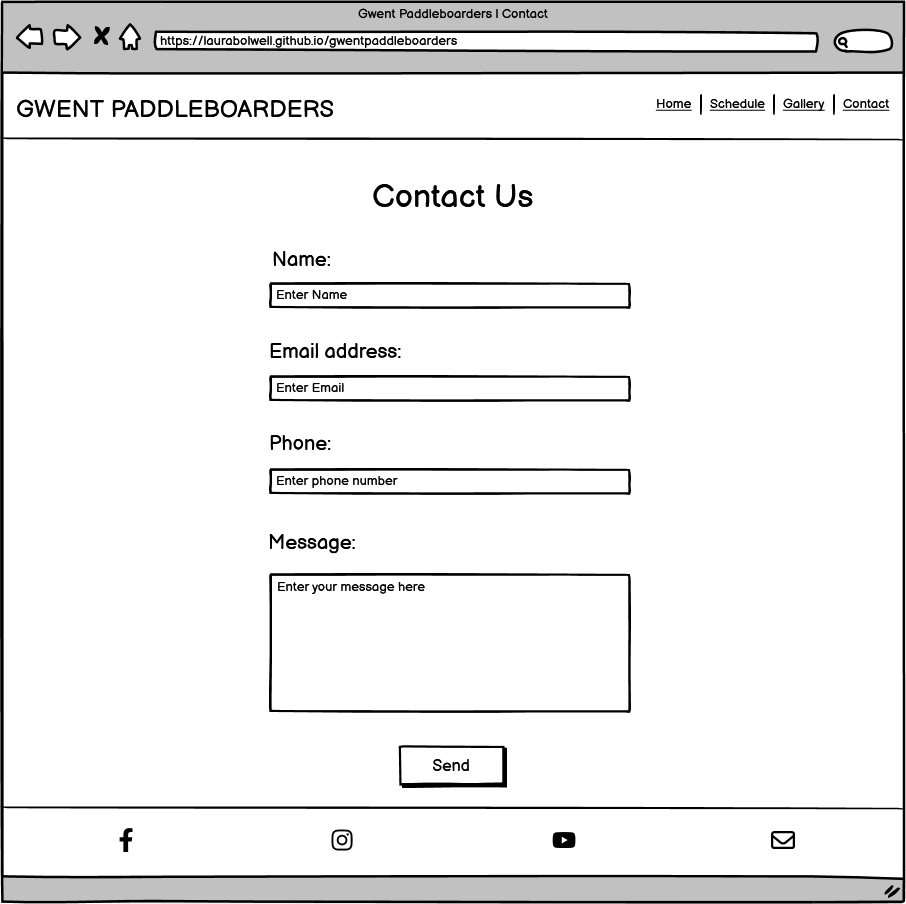 Gwent Paddleboarders | Contact
https://laurabolwell.github.io/gwentpaddleboarders
GWENT PADDLEBOARDERS
Home | Schedule | Gallery | Contact
Contact Us
Name:
Enter Name
Email address:
Enter Email
Phone:
Enter phone number
Message:
Enter your message here
Send